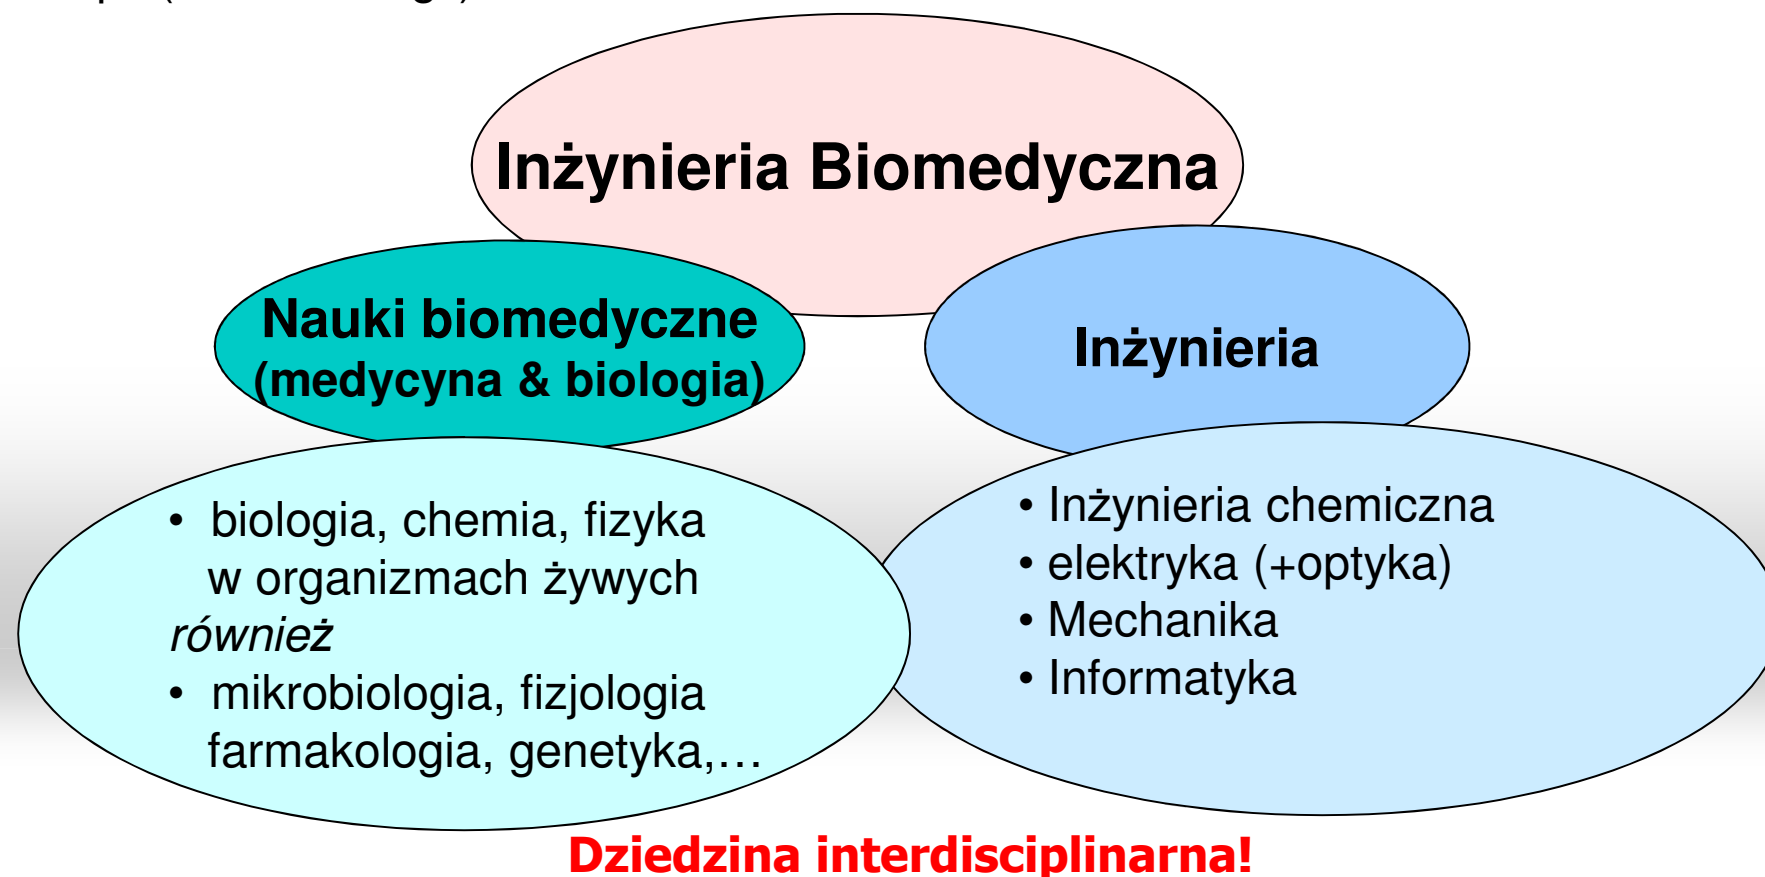 Inżynieria Biomedyczna
Nauki biomedyczne
(medycyna & biologia)
Inżynieria
• biologia, chemia, fizyka
w organizmach żywych
również
• mikrobiologia, fizjologia
farmakologia, genetyka,…
• Inżynieria chemiczna
• elektryka (+optyka)
• Mechanika
• Informatyka
Dziedzina interdisciplinarna!